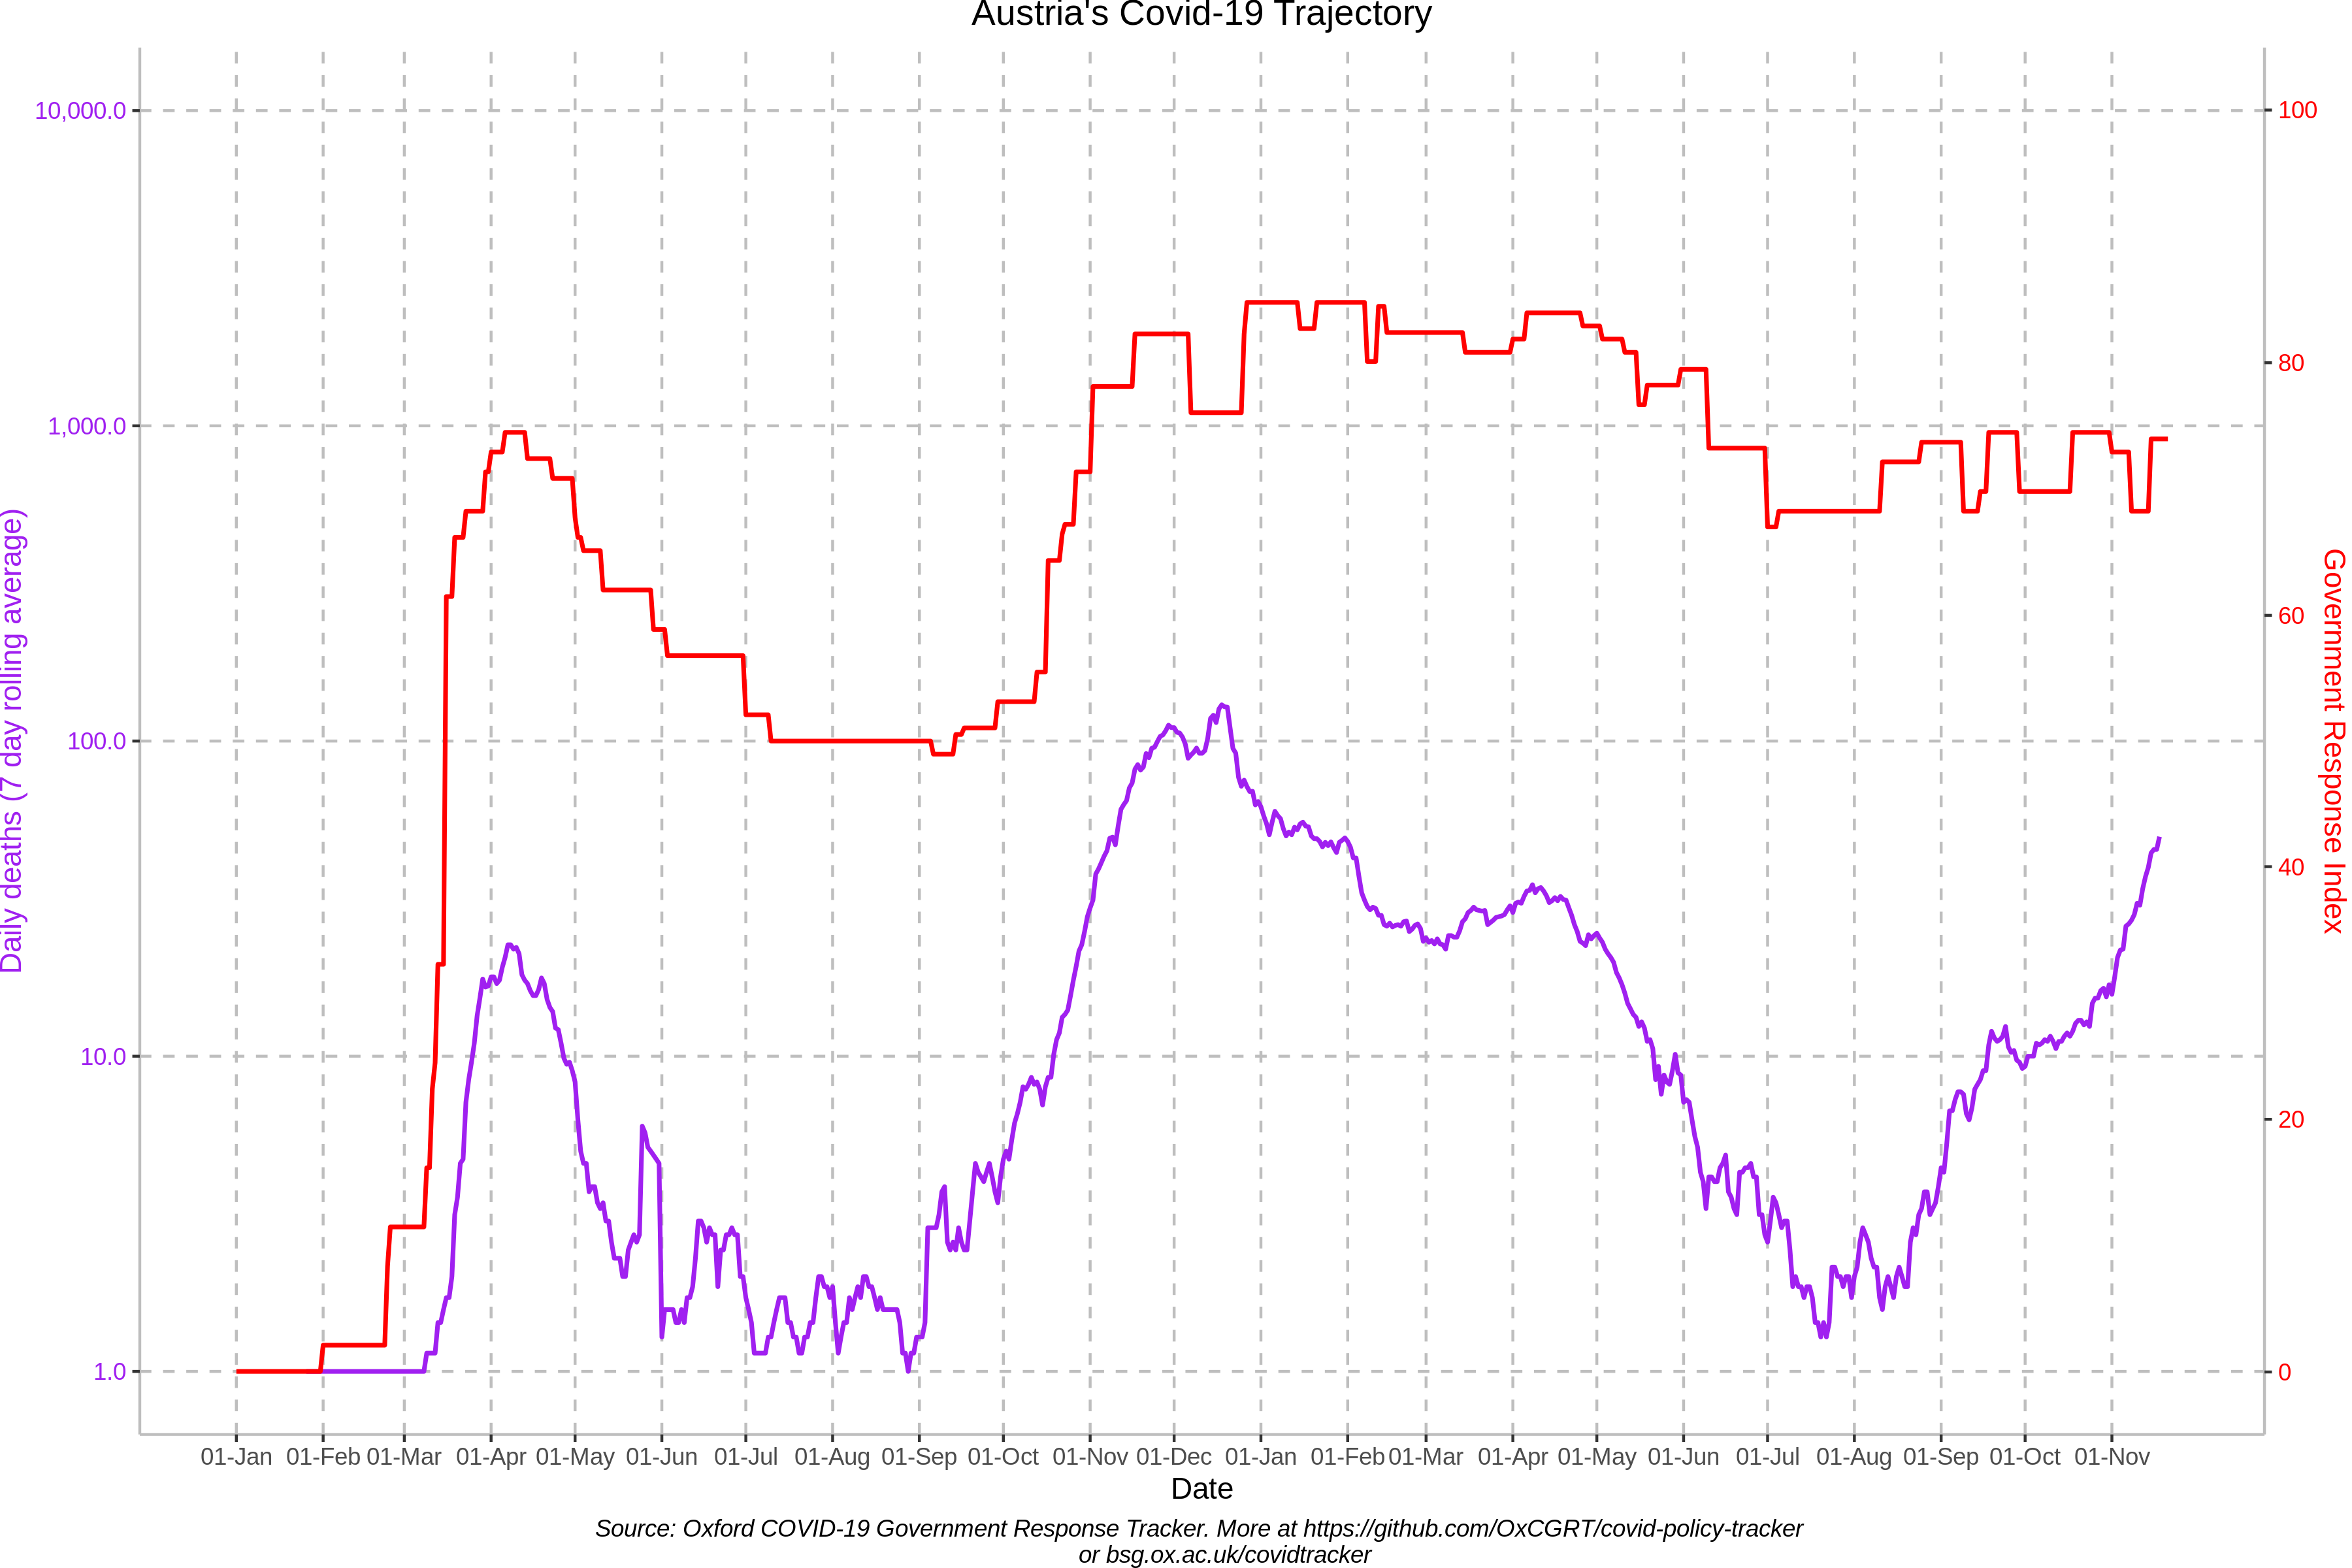 Austria's Covid-19 Trajectory
10,000.0
1,000.0
100.0
10.0
1.0
Daily deaths (7 day rolling average)
100
80
60
40
20
0
Government Response Index
01-Jan 01-Feb 01-Mar 01-Apr 01-May 01-Jun 01-Jul 01-Aug 01-Sep 01-Oct 01-Nov 01-Dec 01-Jan 01-Feb 01-Mar 01-Apr 01-May 01-Jun 01-Jul 01-Aug 01-Sep 01-Oct 01-Nov
Date
Source: Oxford COVID-19 Government Response Tracker. More at https://github.com/OxCGRT/covid-policy-tracker
or bsg.ox.ac.uk/covidtracker